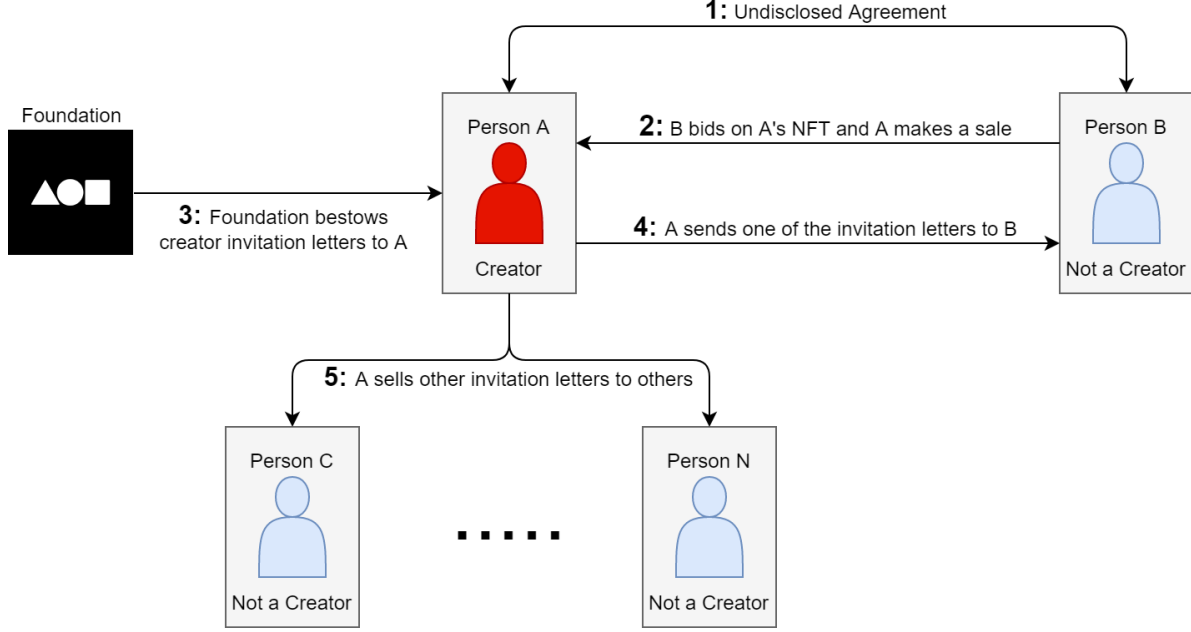 1: Undisclosed Agreement
Foundation
Person A
2: B bids on A's NFT and A makes a sale
Person B
3: Foundation bestows
creator invitation letters to A
4: A sends one of the invitation letters to B
Creator
Not a Creator
5: A sells other invitation letters to others
Person C
Person N
Not a Creator
Not a Creator